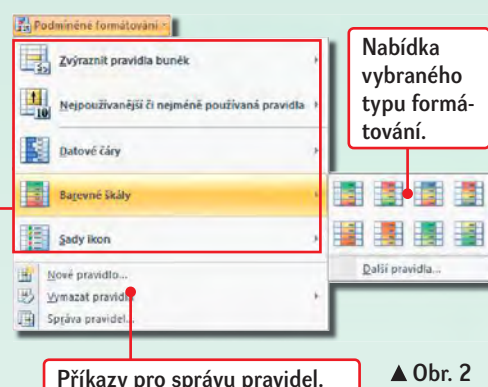 Podmíněné formátování
Zvýraznit pravidla buněk
Nejpoužívanější či nejméně používaná pravidla
Datové čáry
Barevné škály
Sady ikon
Nové pravidlo...
Vymazat pravidla
Správa pravidel...
Nabídka
vybraného
typu formá-
tování.
Další pravidla...
Příkazy pro správu pravidel.
▲ Obr. 2